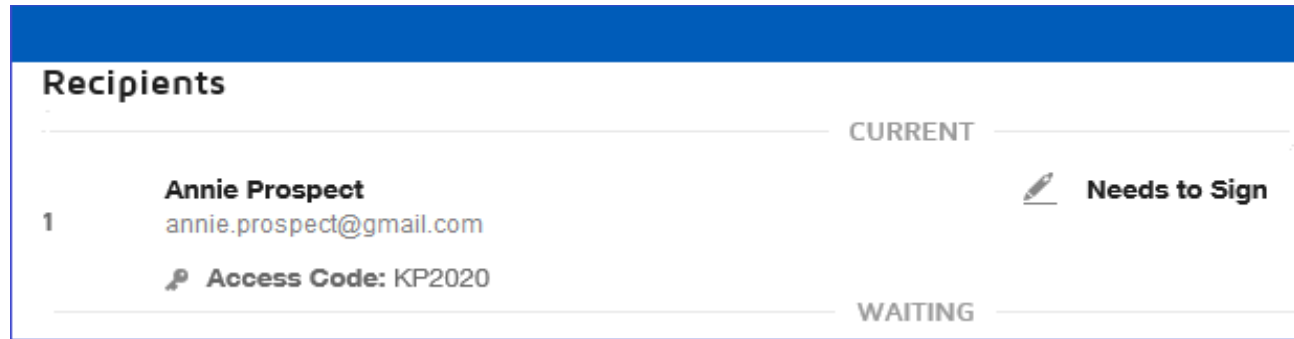 Recipients
CURRENT
Annie Prospect
Needs to Sign
1
annie.prospect@gmail.com
Access Code: KP2020
WAITING